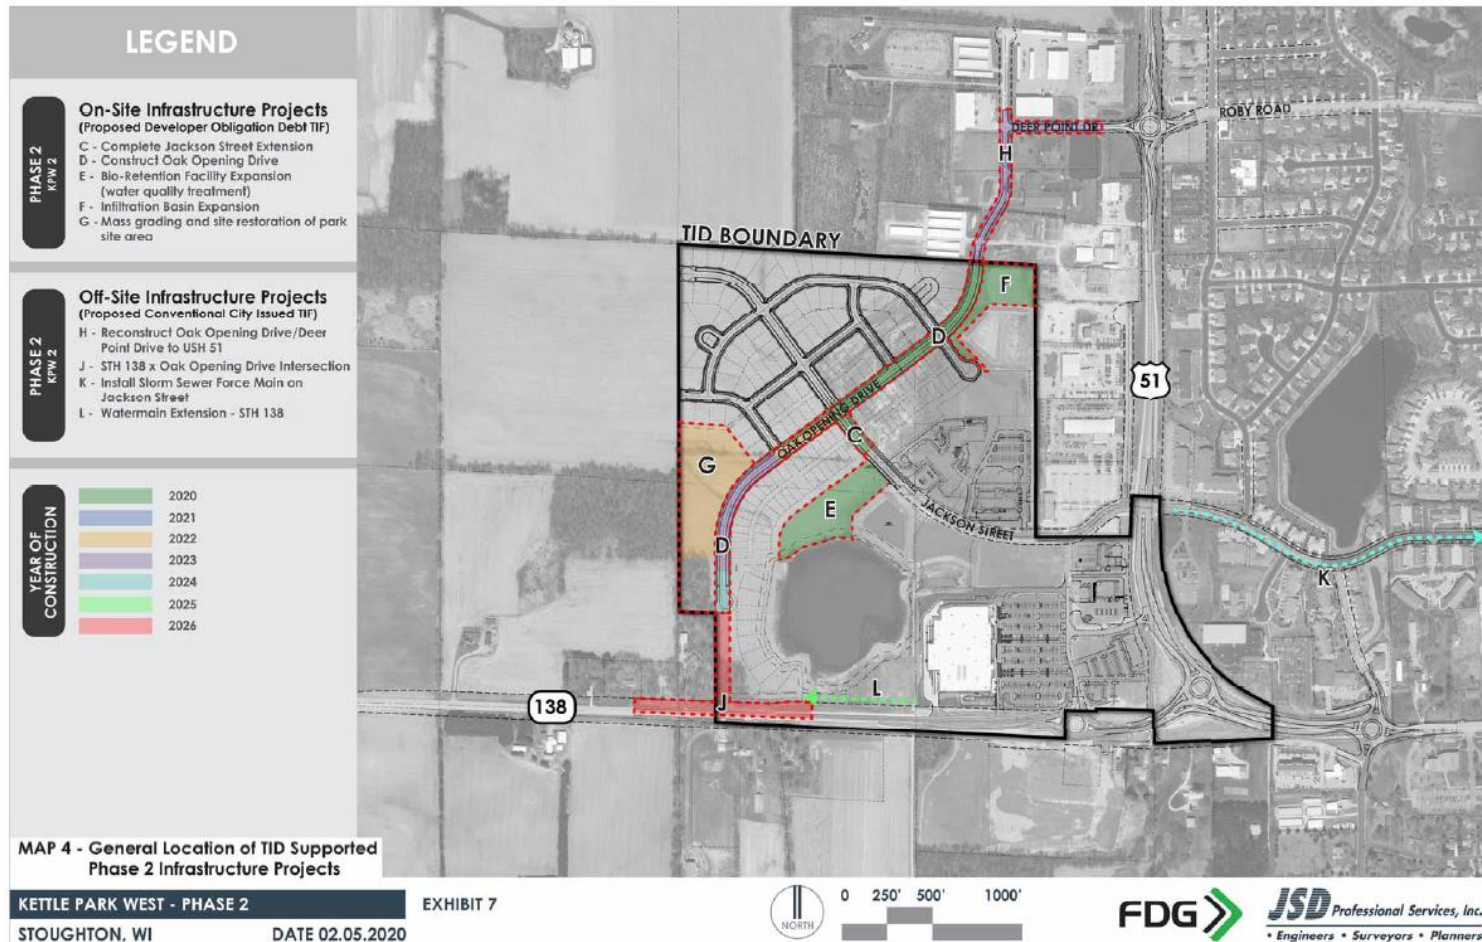 LEGEND
PHASE 2
KPW 2
On-Site Infrastructure Projects
(Proposed Developer Obligation Debt TIF)
C - Complete Jackson Street Extension
D - Construct Oak Opening Drive
E - Bio-Retention Facility Expansion
(water quality treatment)
F - Infiltration Basin Expansion
G - Mass grading and site restoration of park
site area
PHASE 2
KPW 2
Off-Site Infrastructure Projects
(Proposed Conventional City Issued TIF)
H - Reconstruct Oak Opening Drive/Deer
Point Drive to USH 51
J - STH 138 x Oak Opening Drive Intersection
K - Install Storm Sewer Force Main on
Jackson Street
L - Watermain Extension - STH 138
YEAR OF
CONSTRUCTION
2020
2021
2022
2023
2024
2025
2026
ROBY ROAD
DEER POINT DR
H
TID BOUNDARY
F
D
51
OAK OPENING DRIVE
C
G
E
JACKSON STREET
D
K
L
J
138
MAP 4 - General Location of TID Supported
Phase 2 Infrastructure Projects
KETTLE PARK WEST - PHASE 2
EXHIBIT 7
STOUGHTON, WI
DATE 02.05.2020
NORTH
0 250' 500' 1000'
FDG
JSD Professional Services, Inc.
• Engineers • Surveyors • Planners